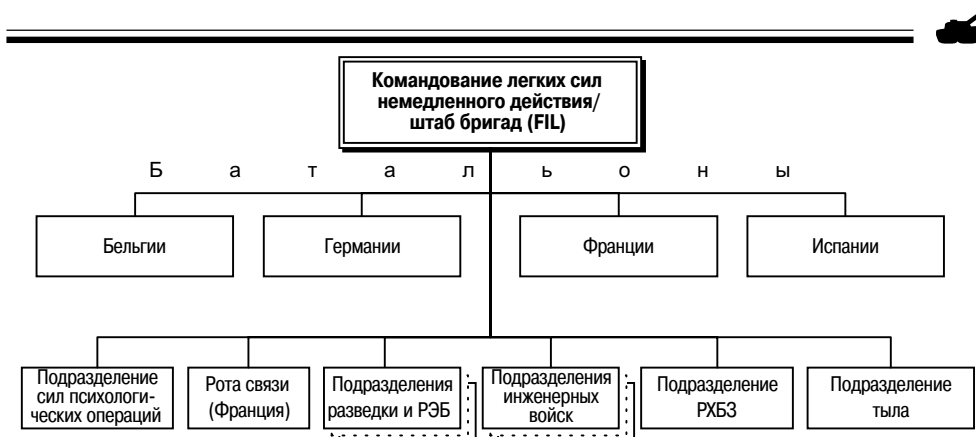 Командование легких сил
немедленного действия/
штаб бригад (FIL)
Батальоны
Бельгии
Германии
Франции
Испании
Подразделение
сил психологи-
ческих операций
Рота связи
(Франция)
Подразделения
разведки и РЭБ
Подразделения
инженерных
войск
Подразделение
РХБЗ
Подразделение
тыла